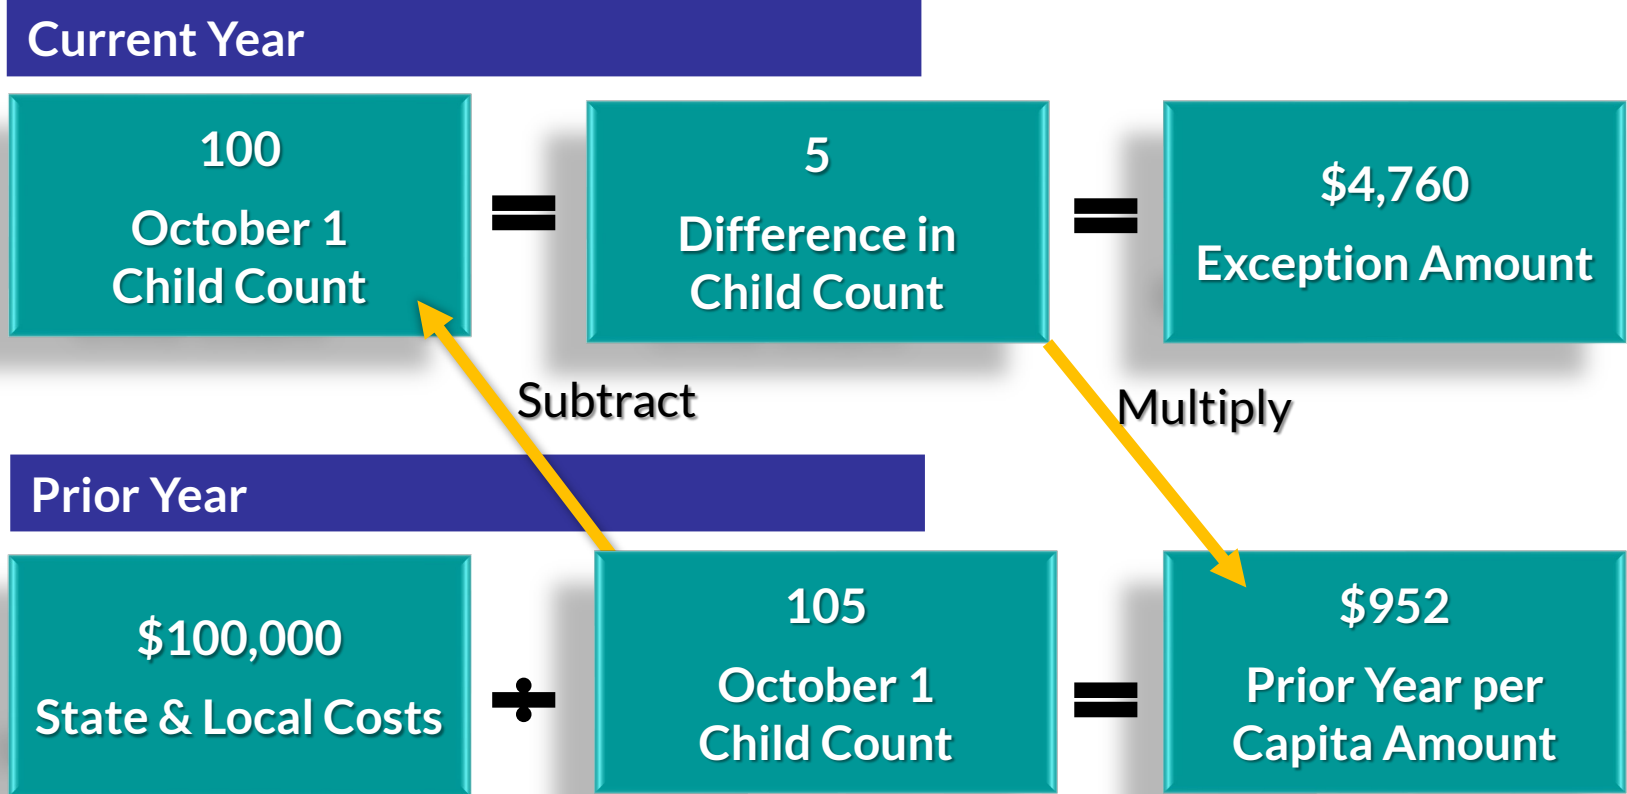 Current Year
100
October 1
Child Count
=
5
Difference in
Child Count
=
$4,760
Exception Amount
Subtract
Multiply
Prior Year
$100,000
State & Local Costs
÷
105
October 1
Child Count
=
$952
Prior Year per
Capita Amount